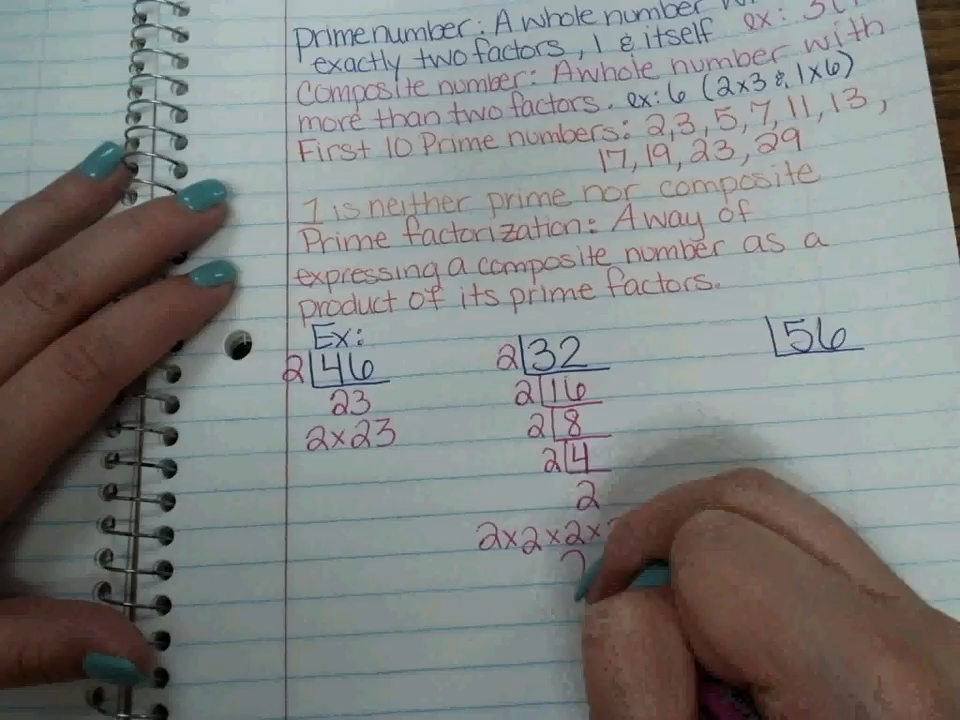 Prime number: A whole number
exactly two factors, 1 & itself ex: 3(
Composite number: A whole number with
more than two factors. ex: 6 (2x3 & 1x6)
First 10 Prime numbers: 2, 3, 5, 7, 11, 13,
17, 19, 23, 29
1 is neither prime nor composite
Prime factorization: A way of
expressing a composite number as a
product of its prime factors.
Ex:
2 46
23
2x23
2 32
2 16
2 8
2 4
2
2x2x2x
2
56